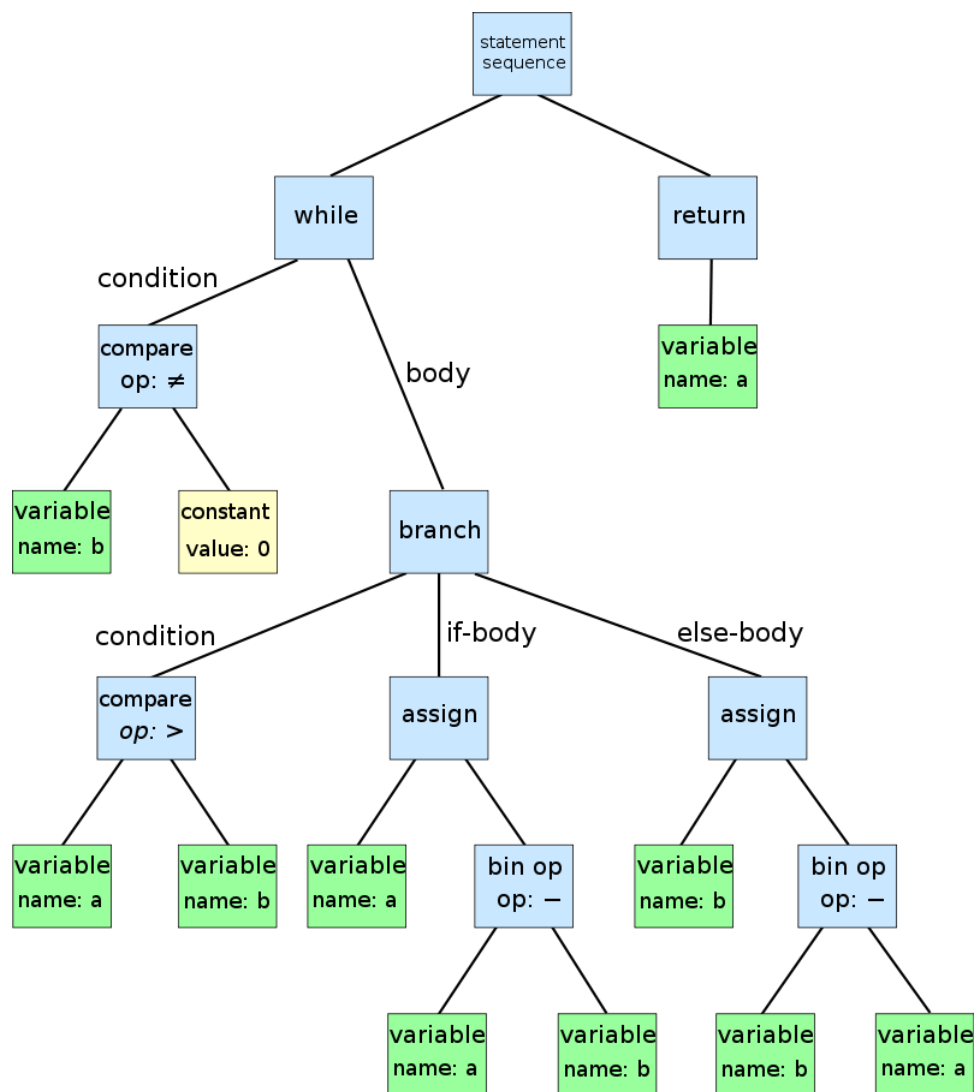 statement
sequence
while
return
condition
body
compare
op: ≠
variable
name: a
variable
name: b
constant
value: 0
branch
condition
if-body
else-body
compare
op: >
assign
assign
variable
name: a
variable
name: b
variable
name: a
bin op
op: −
variable
name: b
bin op
op: −
variable
name: a
variable
name: b
variable
name: b
variable
name: a